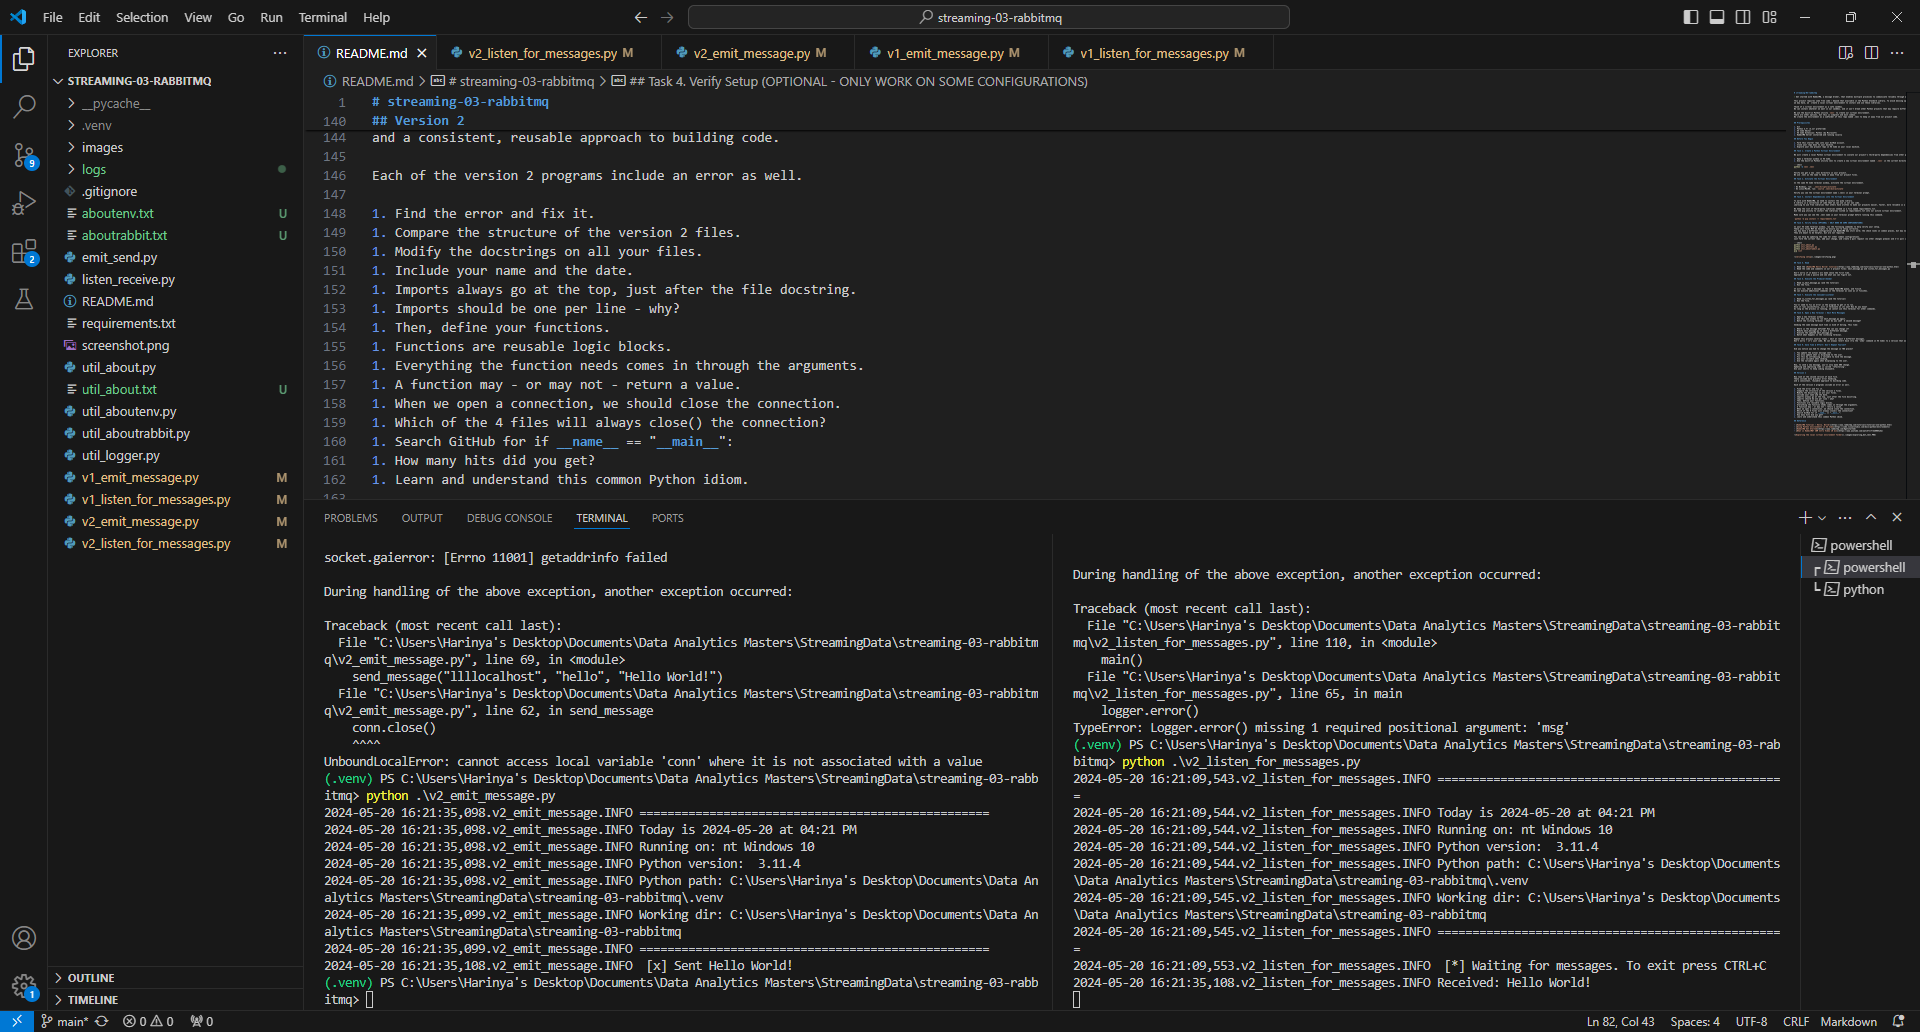 File Edit Selection View Go Run Terminal Help
streaming-03-rabbitmq
EXPLORER
STREAMING-03-RABBITMQ
__pycache__
.venv
images
logs
.gitignore
aboutenv.txt U
aboutrabbit.txt U
emit_send.py
listen_receive.py
README.md
requirements.txt
screenshot.png
util_about.py
util_about.txt U
util_aboutenv.py
util_aboutrabbit.py
util_logger.py
v1_emit_message.py M
v1_listen_for_messages.py M
v2_emit_message.py M
v2_listen_for_messages.py M
OUTLINE
TIMELINE
9
2
1
README.md v2_listen_for_messages.py M v2_emit_message.py M v1_emit_message.py M v1_listen_for_messages.py M
README.md > # streaming-03-rabbitmq > ## Task 4. Verify Setup (OPTIONAL - ONLY WORK ON SOME CONFIGURATIONS)
1 # streaming-03-rabbitmq
140 ## Version 2
144 and a consistent, reusable approach to building code.
145
146 Each of the version 2 programs include an error as well.
147
148 1. Find the error and fix it.
149 1. Compare the structure of the version 2 files.
150 1. Modify the docstrings on all your files.
151 1. Include your name and the date.
152 1. Imports always go at the top, just after the file docstring.
153 1. Imports should be one per line - why?
154 1. Then, define your functions.
155 1. Functions are reusable logic blocks.
156 1. Everything the function needs comes in through the arguments.
157 1. A function may - or may not - return a value.
158 1. When we open a connection, we should close the connection.
159 1. Which of the 4 files will always close() the connection?
160 1. Search GitHub for if __name__ == "__main__":
161 1. How many hits did you get?
162 1. Learn and understand this common Python idiom.
163
PROBLEMS OUTPUT DEBUG CONSOLE TERMINAL PORTS
socket.gaierror: [Errno 11001] getaddrinfo failed
During handling of the above exception, another exception occurred:
Traceback (most recent call last):
File "C:\Users\Harinya's Desktop\Documents\Data Analytics Masters\StreamingData\streaming-03-rabbitm
q\v2_emit_message.py", line 69, in <module>
send_message("llllocalhost", "hello", "Hello World!")
File "C:\Users\Harinya's Desktop\Documents\Data Analytics Masters\StreamingData\streaming-03-rabbitm
q\v2_emit_message.py", line 62, in send_message
conn.close()
^^^^
UnboundLocalError: cannot access local variable 'conn' where it is not associated with a value
(.venv) PS C:\Users\Harinya's Desktop\Documents\Data Analytics Masters\StreamingData\streaming-03-rabb
itmq> python .\v2_emit_message.py
2024-05-20 16:21:35,098.v2_emit_message.INFO ==================================================
2024-05-20 16:21:35,098.v2_emit_message.INFO Today is 2024-05-20 at 04:21 PM
2024-05-20 16:21:35,098.v2_emit_message.INFO Running on: nt Windows 10
2024-05-20 16:21:35,098.v2_emit_message.INFO Python version:  3.11.4
2024-05-20 16:21:35,098.v2_emit_message.INFO Python path: C:\Users\Harinya's Desktop\Documents\Data An
alytics Masters\StreamingData\streaming-03-rabbitmq\.venv
2024-05-20 16:21:35,099.v2_emit_message.INFO Working dir: C:\Users\Harinya's Desktop\Documents\Data An
alytics Masters\StreamingData\streaming-03-rabbitmq
2024-05-20 16:21:35,099.v2_emit_message.INFO ==================================================
2024-05-20 16:21:35,108.v2_emit_message.INFO  [x] Sent Hello World!
(.venv) PS C:\Users\Harinya's Desktop\Documents\Data Analytics Masters\StreamingData\streaming-03-rabb
itmq>
During handling of the above exception, another exception occurred:
Traceback (most recent call last):
File "C:\Users\Harinya's Desktop\Documents\Data Analytics Masters\StreamingData\streaming-03-rabbit
mq\v2_listen_for_messages.py", line 110, in <module>
main()
File "C:\Users\Harinya's Desktop\Documents\Data Analytics Masters\StreamingData\streaming-03-rabbit
mq\v2_listen_for_messages.py", line 65, in main
logger.error()
TypeError: Logger.error() missing 1 required positional argument: 'msg'
(.venv) PS C:\Users\Harinya's Desktop\Documents\Data Analytics Masters\StreamingData\streaming-03-rab
bitmq> python .\v2_listen_for_messages.py
2024-05-20 16:21:09,543.v2_listen_for_messages.INFO =================================================
=
2024-05-20 16:21:09,544.v2_listen_for_messages.INFO Today is 2024-05-20 at 04:21 PM
2024-05-20 16:21:09,544.v2_listen_for_messages.INFO Running on: nt Windows 10
2024-05-20 16:21:09,544.v2_listen_for_messages.INFO Python version:  3.11.4
2024-05-20 16:21:09,544.v2_listen_for_messages.INFO Python path: C:\Users\Harinya's Desktop\Documents
\Data Analytics Masters\StreamingData\streaming-03-rabbitmq\.venv
2024-05-20 16:21:09,545.v2_listen_for_messages.INFO Working dir: C:\Users\Harinya's Desktop\Documents
\Data Analytics Masters\StreamingData\streaming-03-rabbitmq
2024-05-20 16:21:09,545.v2_listen_for_messages.INFO =================================================
=
2024-05-20 16:21:09,553.v2_listen_for_messages.INFO  [*] Waiting for messages. To exit press CTRL+C
2024-05-20 16:21:35,108.v2_listen_for_messages.INFO Received: Hello World!
powershell
powershell
python
main* 0 0 0
Ln 82, Col 43 Spaces: 4 UTF-8 CRLF Markdown